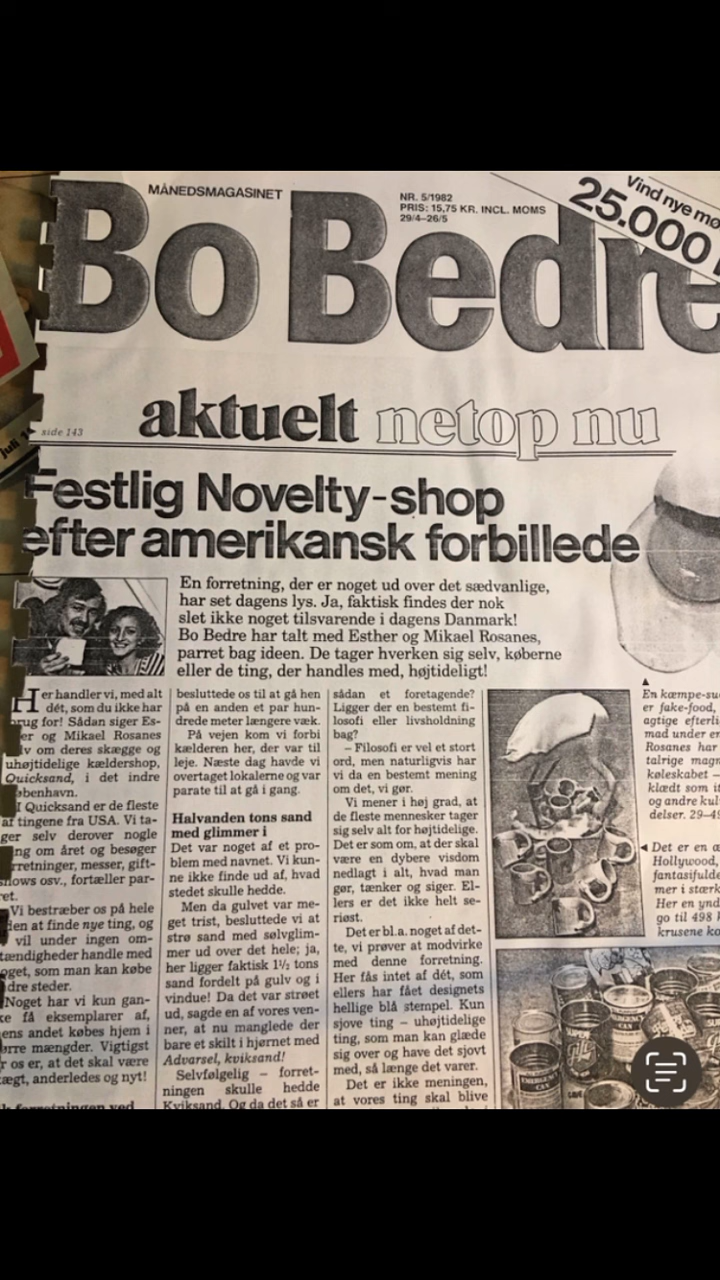 MÅNEDSMAGASINET
NR. 5/1982
PRIS: 15,75 KR. INCL. MOMS
29/4-26/5
Vind nye
25.000
Bo Bedre
side 143
aktuelt netop nu
juli
Festlig Novelty-shop
efter amerikansk forbillede
En forretning, der er noget ud over det sædvanlige,
har set dagens lys. Ja, faktisk findes der nok
slet ikke noget tilsvarende i dagens Danmark!
Bo Bedre har talt med Esther og Mikael Rosanes,
parret bag ideen. De tager hverken sig selv, køberne
eller de ting, der handles med, højtideligt!
Her handler vi, med alt
dét, som du ikke har
brug for! Sådan siger Es-
og Mikael Rosanes
om deres skægge og
uhøjtidelige kældershop,
Quicksand, i det indre
København.
I Quicksand er de fleste
af tingene fra USA. Vi ta-
ger selv derover nogle
om året og besøger
forretninger, messer, gift-
shows osv., fortæller par-
ret.
Vi bestræber os på hele
at finde nye ting, og
vil under ingen om-
stændigheder handle med
noget, som man kan købe
steder.
Noget har vi kun gan-
få eksemplarer af,
andet købes hjem i
større mængder. Vigtigst
os er, at det skal være
skægt, anderledes og nyt!
forretningen ved
besluttede os til at gå hen
på en anden et par hun-
drede meter længere væk.
På vejen kom vi forbi
kælderen her, der var til
leje. Næste dag havde vi
overtaget lokalerne og var
parate til at gå i gang.
Halvanden tons sand
med glimmer i
Det var noget af et pro-
blem med navnet. Vi kun-
ne ikke finde ud af, hvad
stedet skulle hedde.
Men da gulvet var me-
get trist, besluttede vi at
strø sand med sølvglim-
mer ud over det hele; ja,
her ligger faktisk 1½ tons
sand fordelt på gulv og i
vindue! Da det var strøet
ud, sagde en af vores ven-
ner, at nu manglede der
bare et skilt i hjørnet med
Advarsel, kviksand!
Selvfølgelig – forret-
ningen skulle hedde
Kviksand. Og da det så er
sådan et foretagende?
Ligger der en bestemt fi-
losofi eller livsholdning
bag?
– Filosofi er vel et stort
ord, men naturligvis har
vi da en bestemt mening
om det, vi gør.
Vi mener i høj grad, at
de fleste mennesker tager
sig selv alt for højtidelige.
Det er som om, at der skal
være en dybere visdom
nedlagt i alt, hvad man
gør, tænker og siger. El-
lers er det ikke helt se-
riøst.
Det er bl.a. noget af det-
te, vi prøver at modvirke
med denne forretning.
Her fås intet af dét, som
ellers har fået designets
hellige blå stempel. Kun
sjove ting – uhøjtidelige
ting, som man kan glæde
sig over og have det sjovt
med, så længe det varer.
Det er ikke meningen,
at vores ting skal blive
En kæmpe-
er fake-food,
agtige
mad under
Rosanes har
talrige
køleskabet –
klædt som
og andre
delser.
Det er en
Hollywood,
mer i
Her en
go til 498
krusene